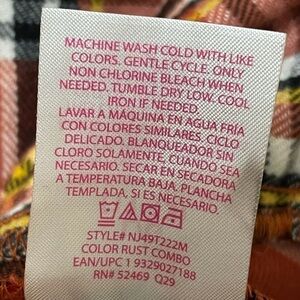 MACHINE WASH COLD WITH LIKE
COLORS. GENTLE CYCLE. ONLY
NON CHLORINE BLEACH WHEN
NEEDED. TUMBLE DRY LOW. COOL
IRON IF NEEDED.
LAVAR A MÁQUINA EN AGUA FRÍA
CON COLORES SIMILARES. CICLO
DELICADO. BLANQUEADOR SIN
CLORO SOLAMENTE, CUANDO SEA
NECESARIO. SECAR EN SECADORA
A TEMPERATURA BAJA. PLANCHA
TEMPLADA. SI ES NECESARIO.
STYLE# NJ49T222M
COLOR RUST COMBO
EAN/UPC 1 9329027188
RN# 52469 Q29